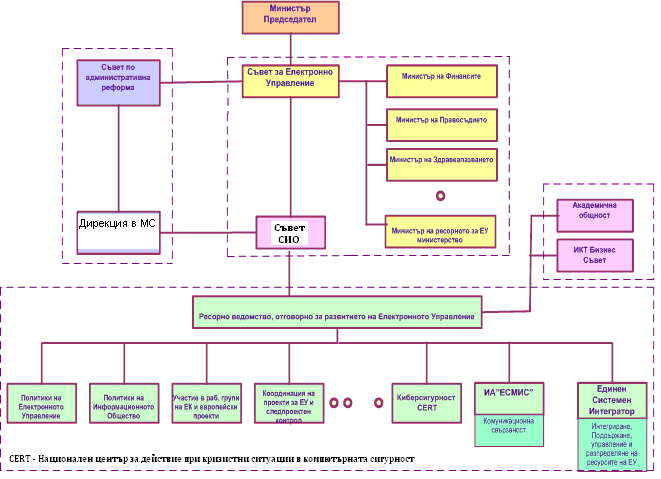 Министър
Председател
Съвет по
административна
реформа
Съвет за Електронно
Управление
Министър на Финансите
Министър на Правосъдието
Министър на Здравеапазването
Министър на ресорното за ЕУ
министерство
Дирекция в МС
Съвет
CИО
Академична
общност
ИКТ Бизнес
Съвет
Ресорно ведомство, отговорно за развитието на Електронното Управление
Политики на
Електронното
Управление
Политики на
Информационното
Общество
Участие в раб. групи
на ЕК и европейски
проекти
Координация на
проекти за ЕУ и
следпроектен
контрол
Киберсигурност
CERT
ИА"ЕСМИС"
Комуникационна
свързаност
Единен
Системен
Интегратор
Интегриране,
Поддържане,
управление и
разпределяне на
ресурсите на ЕУ
CERT - Национален център за действие при кризистни ситуации в компютърната сигурност